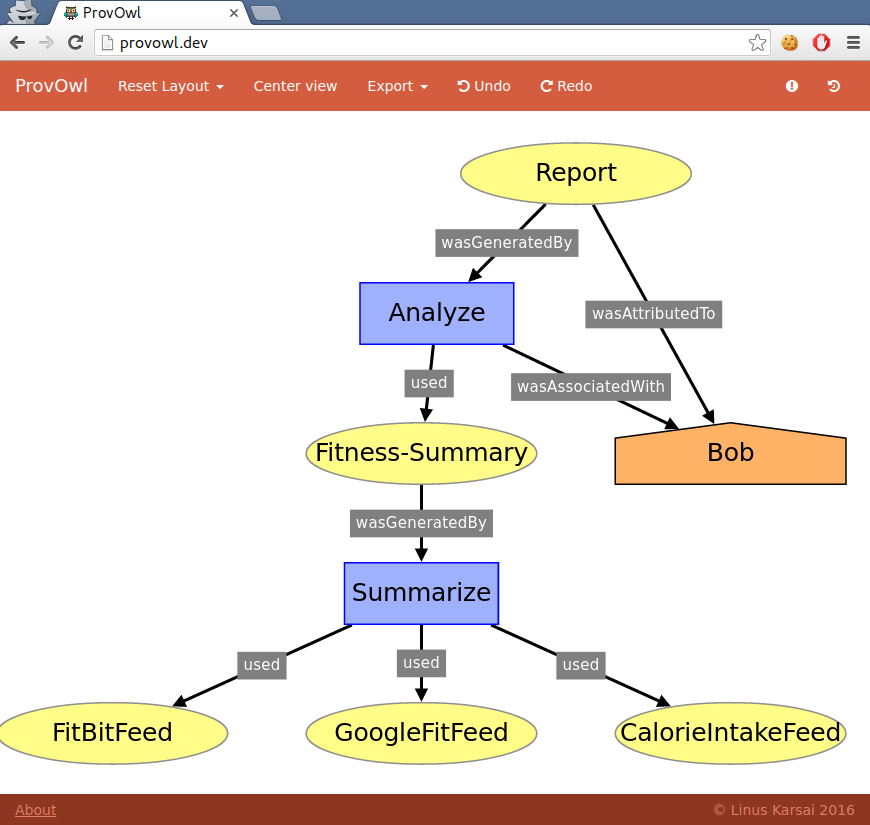 ProvOwl
provowl.dev
ProvOwl Reset Layout Center view Export Undo Redo
Report
wasGeneratedBy
Analyze
wasAttributedTo
used
wasAssociatedWith
Fitness-Summary
Bob
wasGeneratedBy
Summarize
used used used
FitBitFeed GoogleFitFeed CalorieIntakeFeed
About © Linus Karsai 2016